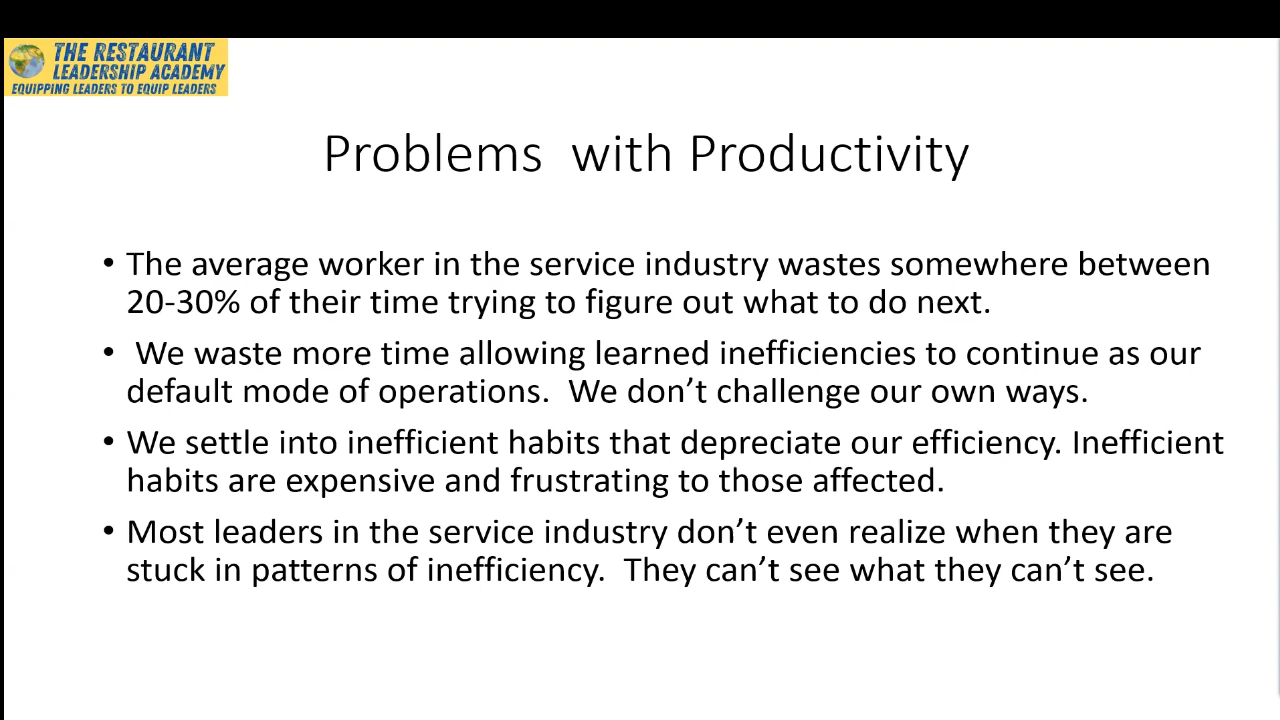 THE RESTAURANT
LEADERSHIP ACADEMY
EQUIPPING LEADERS TO EQUIP LEADERS
Problems  with Productivity
• The average worker in the service industry wastes somewhere between
20-30% of their time trying to figure out what to do next.
•  We waste more time allowing learned inefficiencies to continue as our
default mode of operations.  We don’t challenge our own ways.
• We settle into inefficient habits that depreciate our efficiency. Inefficient
habits are expensive and frustrating to those affected.
• Most leaders in the service industry don’t even realize when they are
stuck in patterns of inefficiency.  They can’t see what they can’t see.